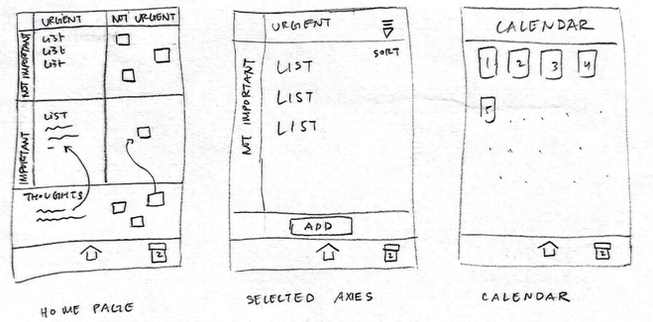 URGENT
NOT URGENT
NOT IMPORTANT
LIST
LIST
LIST
IMPORTANT
LIST
THOUGHTS
2
HOME PAGE
URGENT
SORT
NOT IMPORTANT
LIST
LIST
LIST
ADD
2
SELECTED AXIES
CALENDAR
1 2 3 4
5
2
CALENDAR